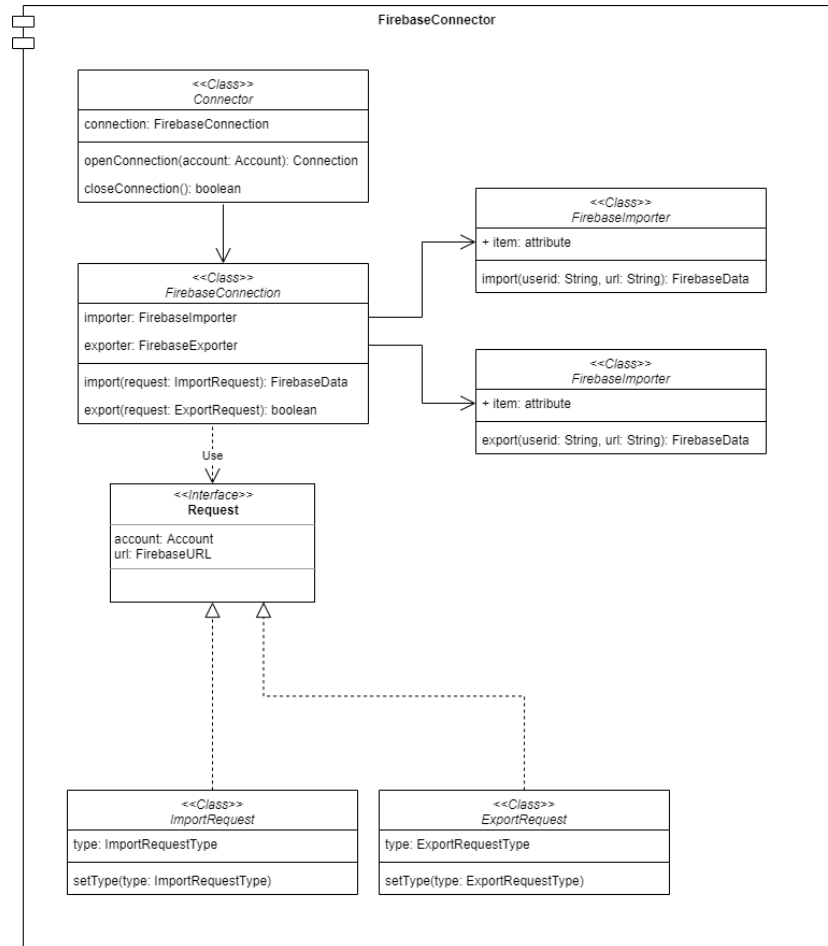 FirebaseConnector
<<Class>>
Connector
connection: FirebaseConnection
openConnection(account: Account): Connection
closeConnection(): boolean
<<Class>>
FirebaseImporter
+ item: attribute
import(userid: String, url: String): FirebaseData
<<Class>>
FirebaseConnection
importer: FirebaseImporter
exporter: FirebaseExporter
import(request: ImportRequest): FirebaseData
export(request: ExportRequest): boolean
<<Class>>
FirebaseImporter
+ item: attribute
export(userid: String, url: String): FirebaseData
Use
<<Interface>>
Request
account: Account
url: FirebaseURL
<<Class>>
ImportRequest
type: ImportRequestType
setType(type: ImportRequestType)
<<Class>>
ExportRequest
type: ExportRequestType
setType(type: ExportRequestType)